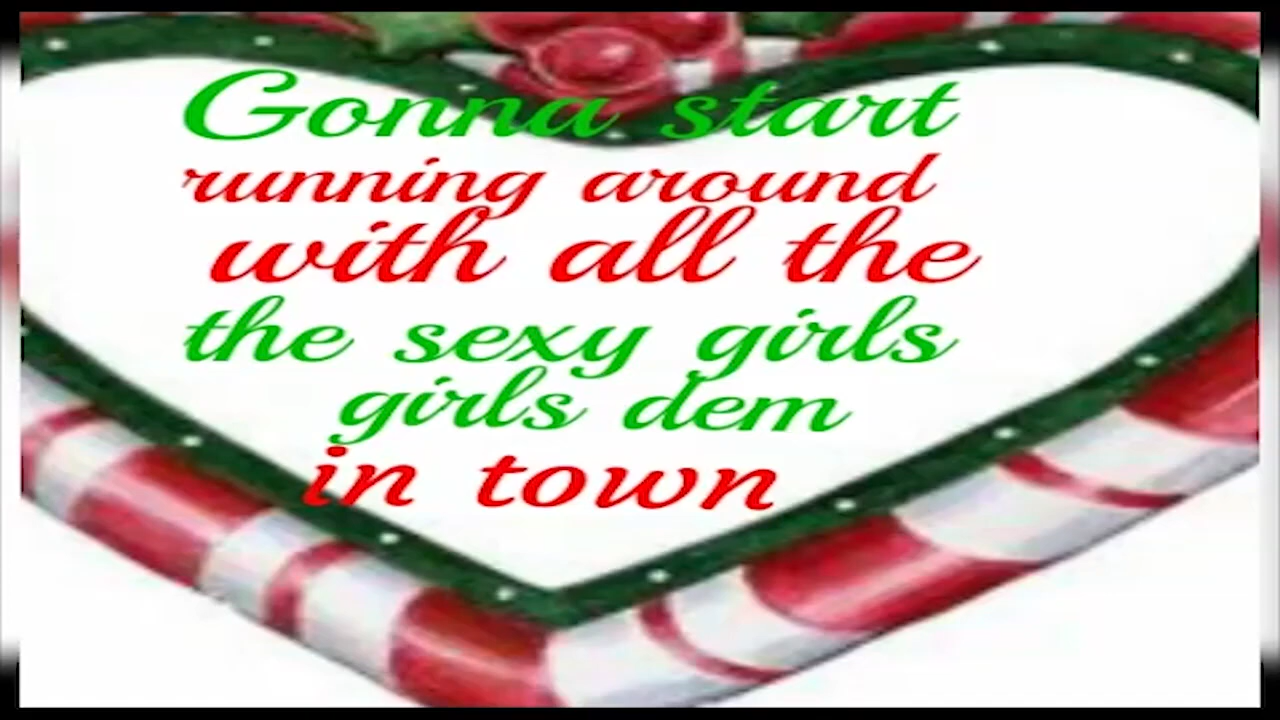 Gonna start
running around
with all the
the sexy girls
girls dem
in town